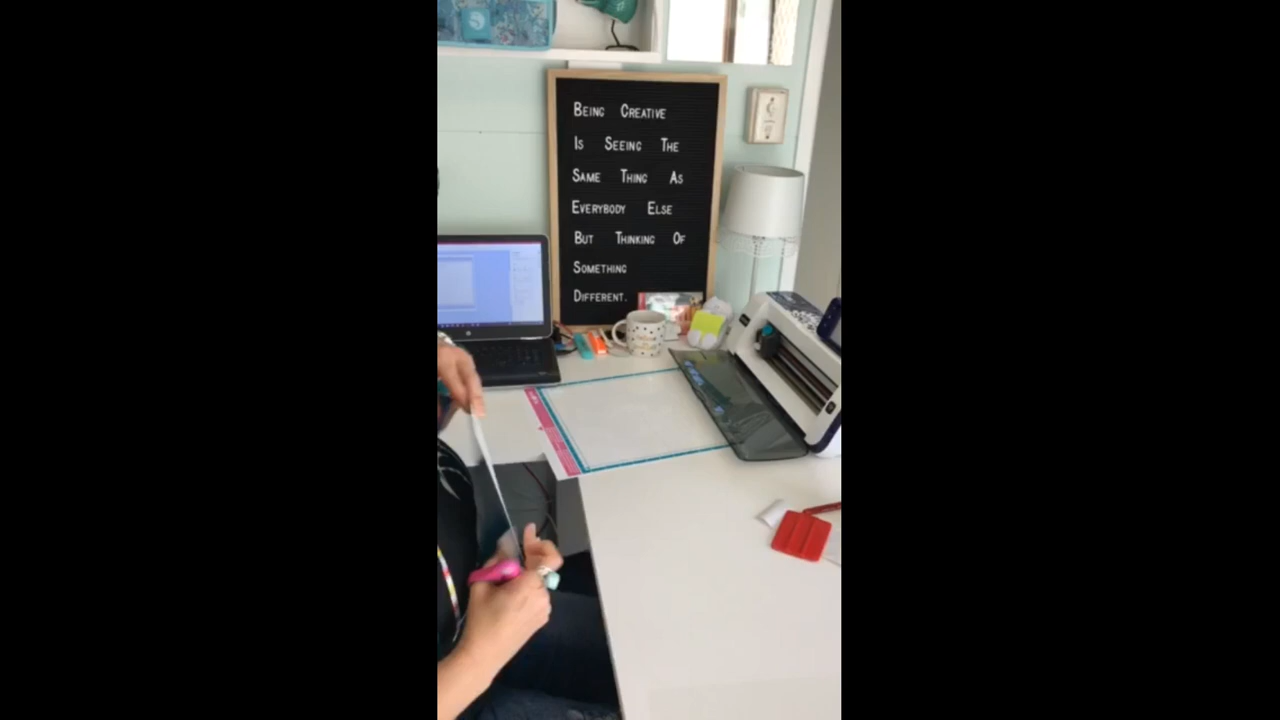 Being Creative
Is Seeing The
Same Thing As
Everybody Else
But Thinking Of
Something
Different.